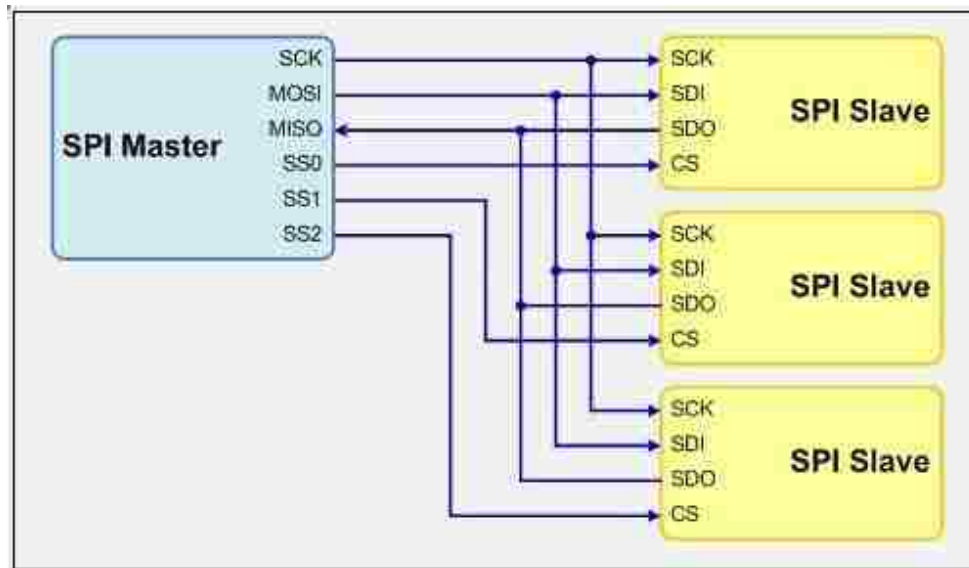 SPI Master
SCK
MOSI
MISO
SS0
SS1
SS2
SCK
SDI
SDO
CS
SPI Slave
SCK
SDI
SDO
CS
SPI Slave
SCK
SDI
SDO
CS
SPI Slave